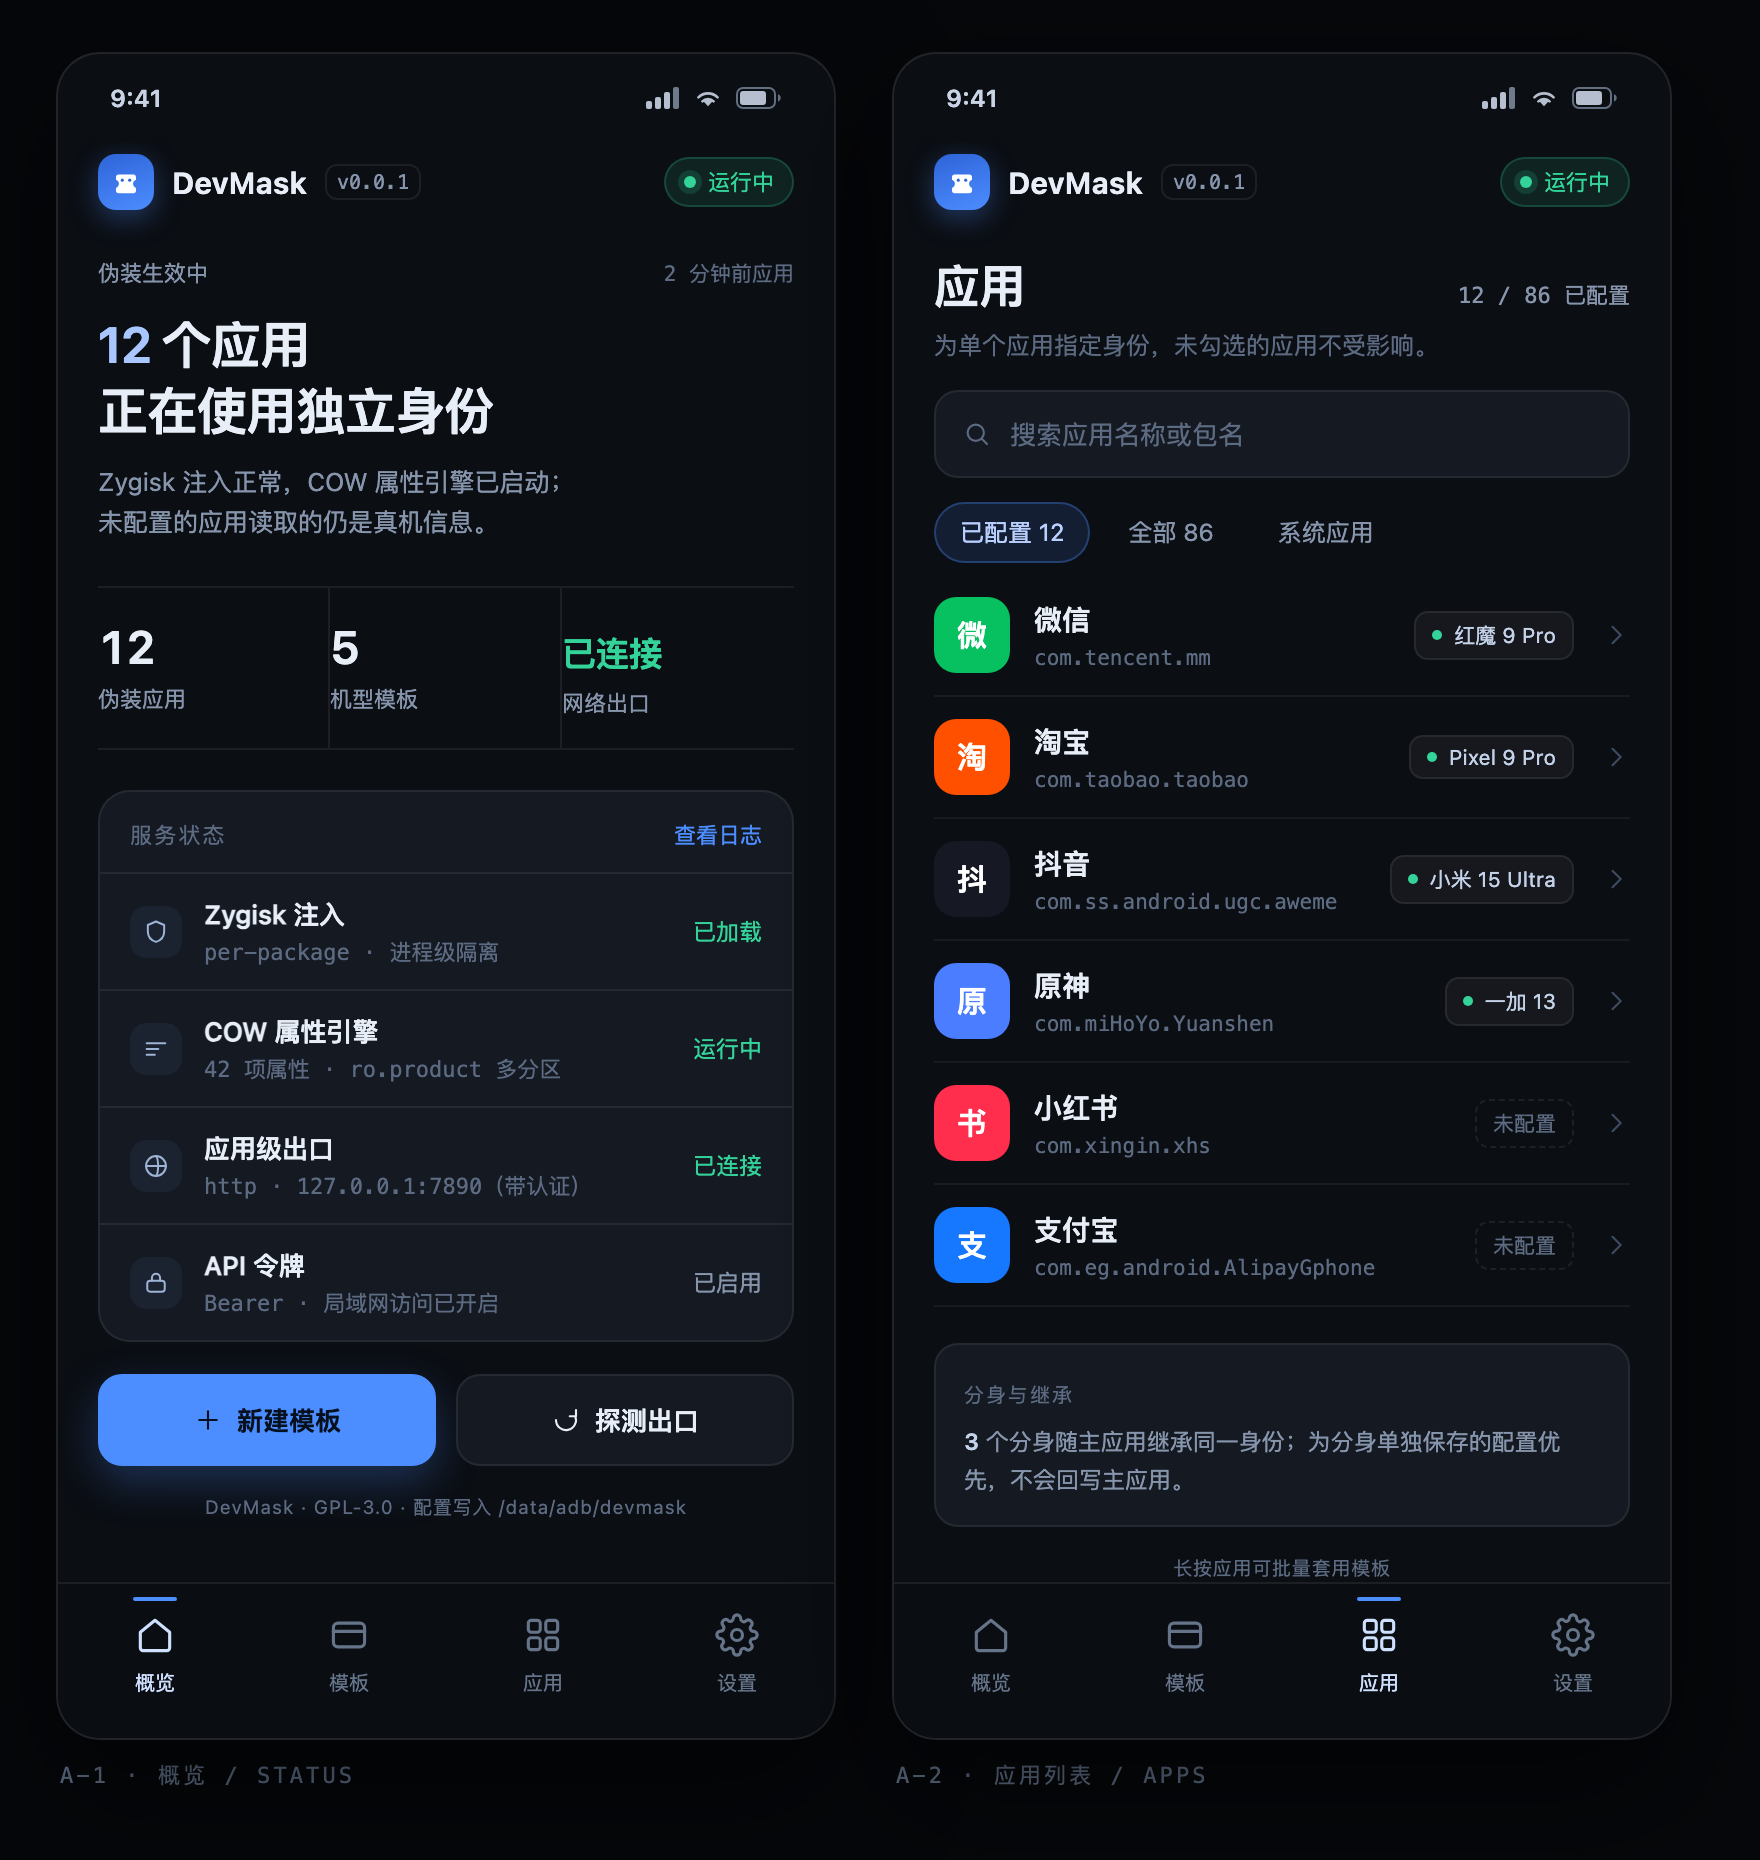 9:41
DevMask v0.0.1 运行中
伪装生效中 2 分钟前应用
12 个应用
正在使用独立身份
Zygisk 注入正常，COW 属性引擎已启动；
未配置的应用读取的仍是真机信息。
12 5 已连接
伪装应用 机型模板 网络出口
服务状态 查看日志
Zygisk 注入
per-package · 进程级隔离
已加载
COW 属性引擎
42 项属性 · ro.product 多分区
运行中
应用级出口
http · 127.0.0.1:7890（带认证）
已连接
API 令牌
Bearer · 局域网访问已开启
已启用
新建模板 探测出口
DevMask · GPL-3.0 · 配置写入 /data/adb/devmask
概览 模板 应用 设置
A-1 · 概览 / STATUS
9:41
DevMask v0.0.1 运行中
应用 12 / 86 已配置
为单个应用指定身份，未勾选的应用不受影响。
搜索应用名称或包名
已配置 12 全部 86 系统应用
微 微信
com.tencent.mm
红魔 9 Pro
淘 淘宝
com.taobao.taobao
Pixel 9 Pro
抖 抖音
com.ss.android.ugc.aweme
小米 15 Ultra
原 原神
com.miHoYo.Yuanshen
一加 13
书 小红书
com.xingin.xhs
未配置
支 支付宝
com.eg.android.AlipayGphone
未配置
分身与继承
3 个分身随主应用继承同一身份；为分身单独保存的配置优
先，不会回写主应用。
长按应用可批量套用模板
概览 模板 应用 设置
A-2 · 应用列表 / APPS